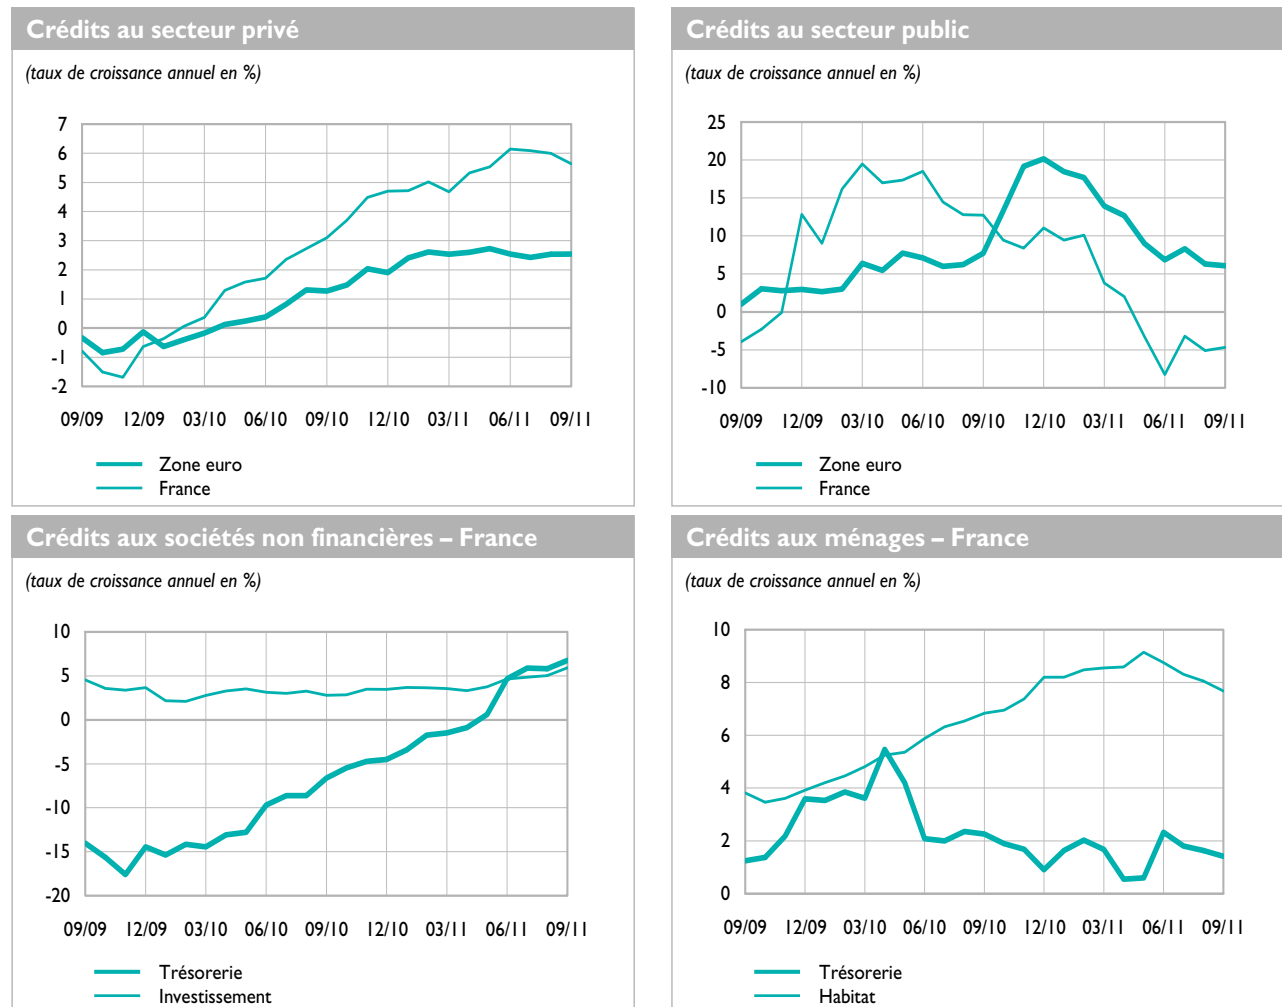 Crédits au secteur privé
(taux de croissance annuel en %)
7
6
5
4
3
2
1
0
-1
-2
09/09 12/09 03/10 06/10 09/10 12/10 03/11 06/11 09/11
Zone euro
France
Crédits au secteur public
(taux de croissance annuel en %)
25
20
15
10
5
0
-5
-10
09/09 12/09 03/10 06/10 09/10 12/10 03/11 06/11 09/11
Zone euro
France
Crédits aux sociétés non financières – France
(taux de croissance annuel en %)
10
5
0
-5
-10
-15
-20
09/09 12/09 03/10 06/10 09/10 12/10 03/11 06/11 09/11
Trésorerie
Investissement
Crédits aux ménages – France
(taux de croissance annuel en %)
10
8
6
4
2
0
09/09 12/09 03/10 06/10 09/10 12/10 03/11 06/11 09/11
Trésorerie
Habitat